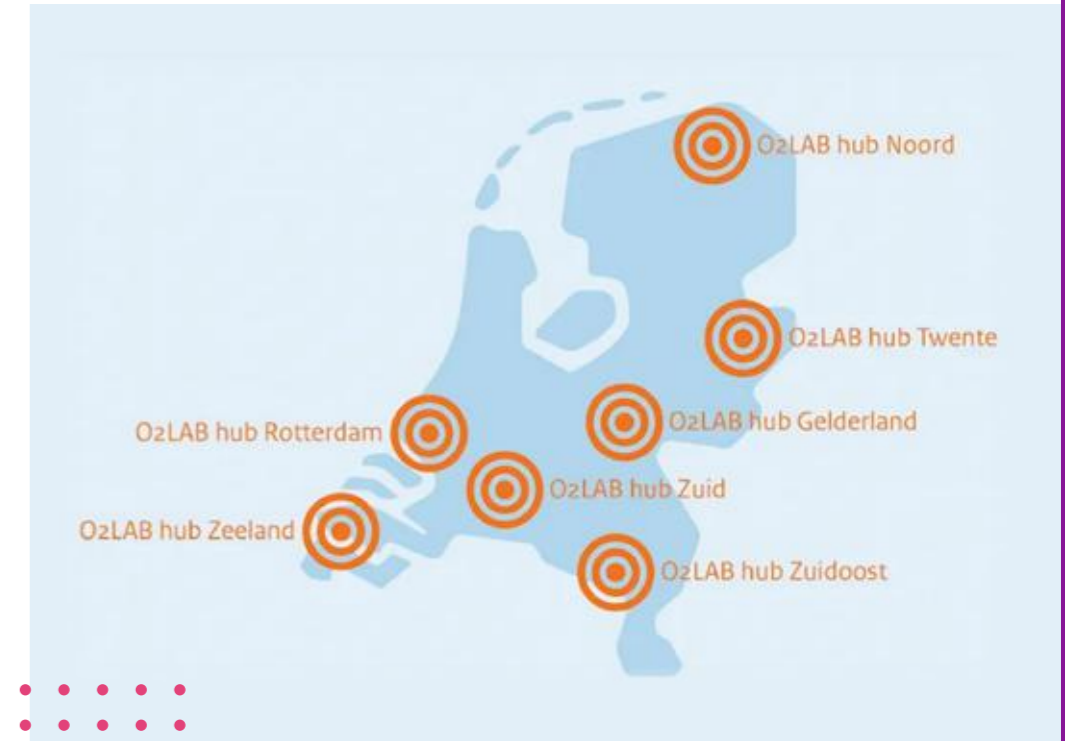 O2LAB hub Noord
O2LAB hub Twente
O2LAB hub Gelderland
O2LAB hub Rotterdam
O2LAB hub Zuid
O2LAB hub Zeeland
O2LAB hub Zuidoost